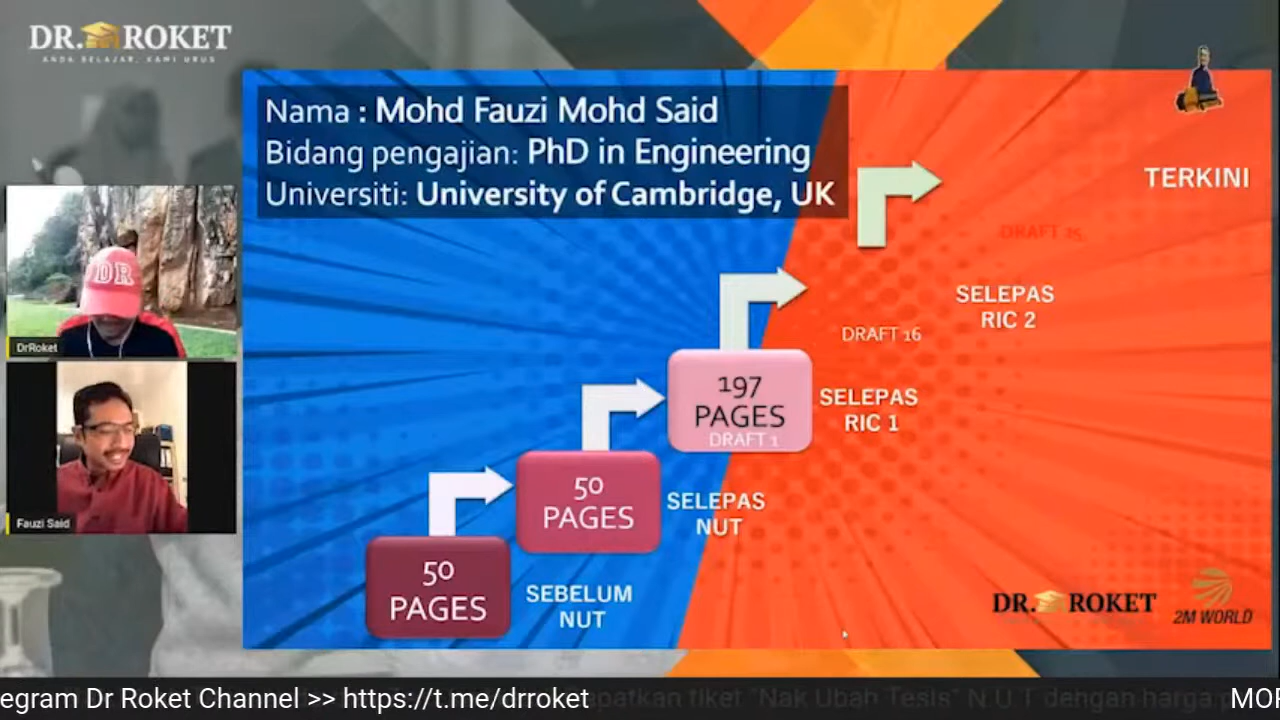 DR. ROKET
ANDA BELAJAR, KAMI URUS
Nama : Mohd Fauzi Mohd Said
Bidang pengajian: PhD in Engineering
Universiti: University of Cambridge, UK
TERKINI
DRAFT 15
SELEPAS
RIC 2
DRAFT 16
197
PAGES
DRAFT 1
SELEPAS
RIC 1
50
PAGES
SELEPAS
NUT
50
PAGES
SEBELUM
NUT
DR
DrRoket
Fauzi Said
DR. ROKET
2M WORLD
egram Dr Roket Channel >> https://t.me/drroket
apatkan tiket "Nak Ubah Tesis" N.U.T dengan harga
MOH